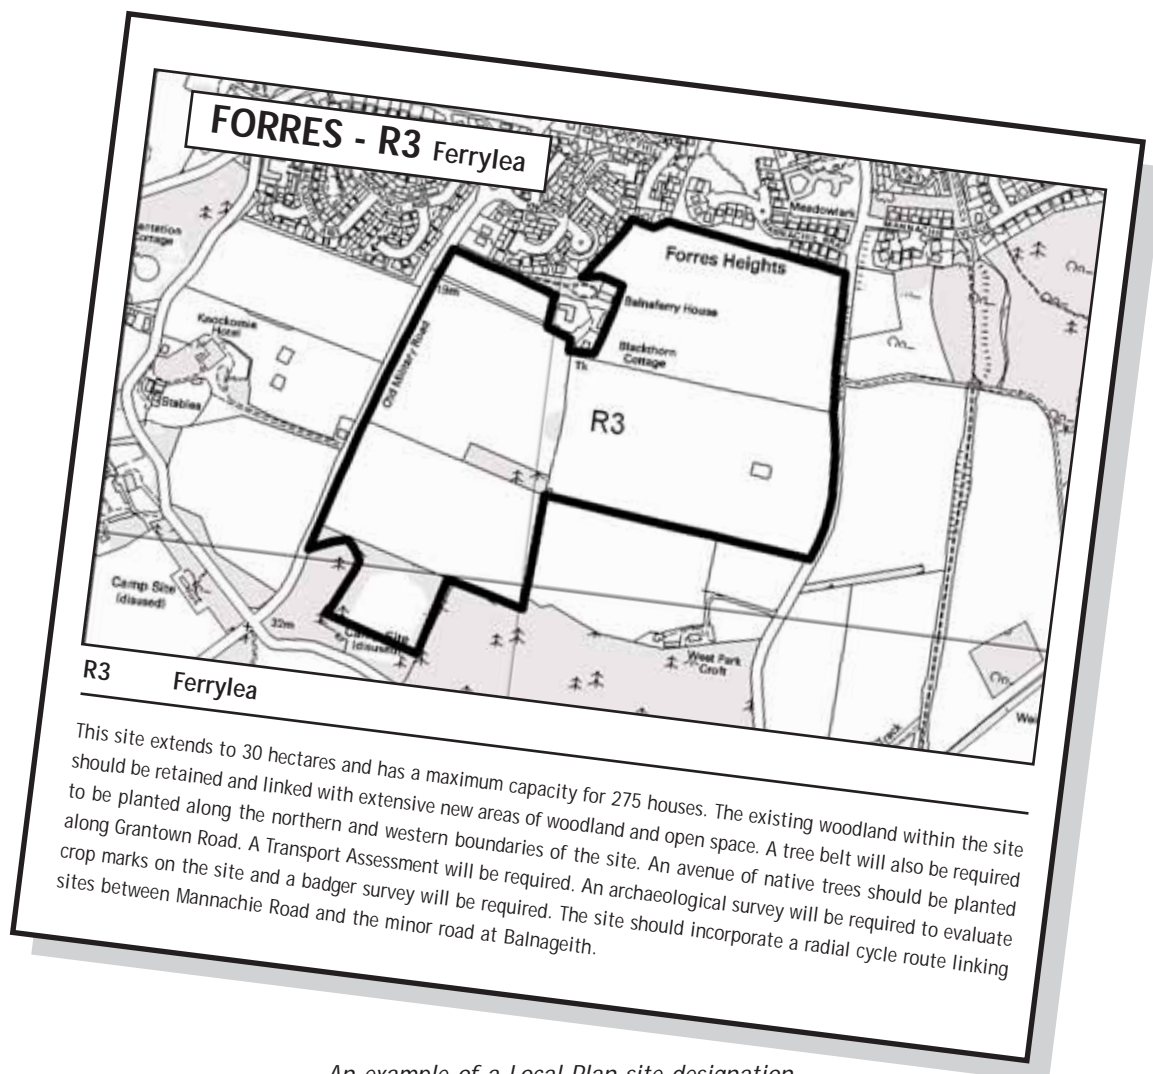 FORRES - R3 Ferrylea
Meadowlark
Forres Heights
19m
Balnaferry House
Knockomie
Hotel
Old Military Road
Blackthorn
Cottage
Tk
Stables
R3
Camp Site
(disused)
32m
Camp Site
(disused)
West Park
Croft
Track
R3 Ferrylea
This site extends to 30 hectares and has a maximum capacity for 275 houses. The existing woodland within the site
should be retained and linked with extensive new areas of woodland and open space. A tree belt will also be required
to be planted along the northern and western boundaries of the site. An avenue of native trees should be planted
along Grantown Road. A Transport Assessment will be required. An archaeological survey will be required to evaluate
crop marks on the site and a badger survey will be required. The site should incorporate a radial cycle route linking
sites between Mannachie Road and the minor road at Balnageith.
An example of a Local Plan site designation